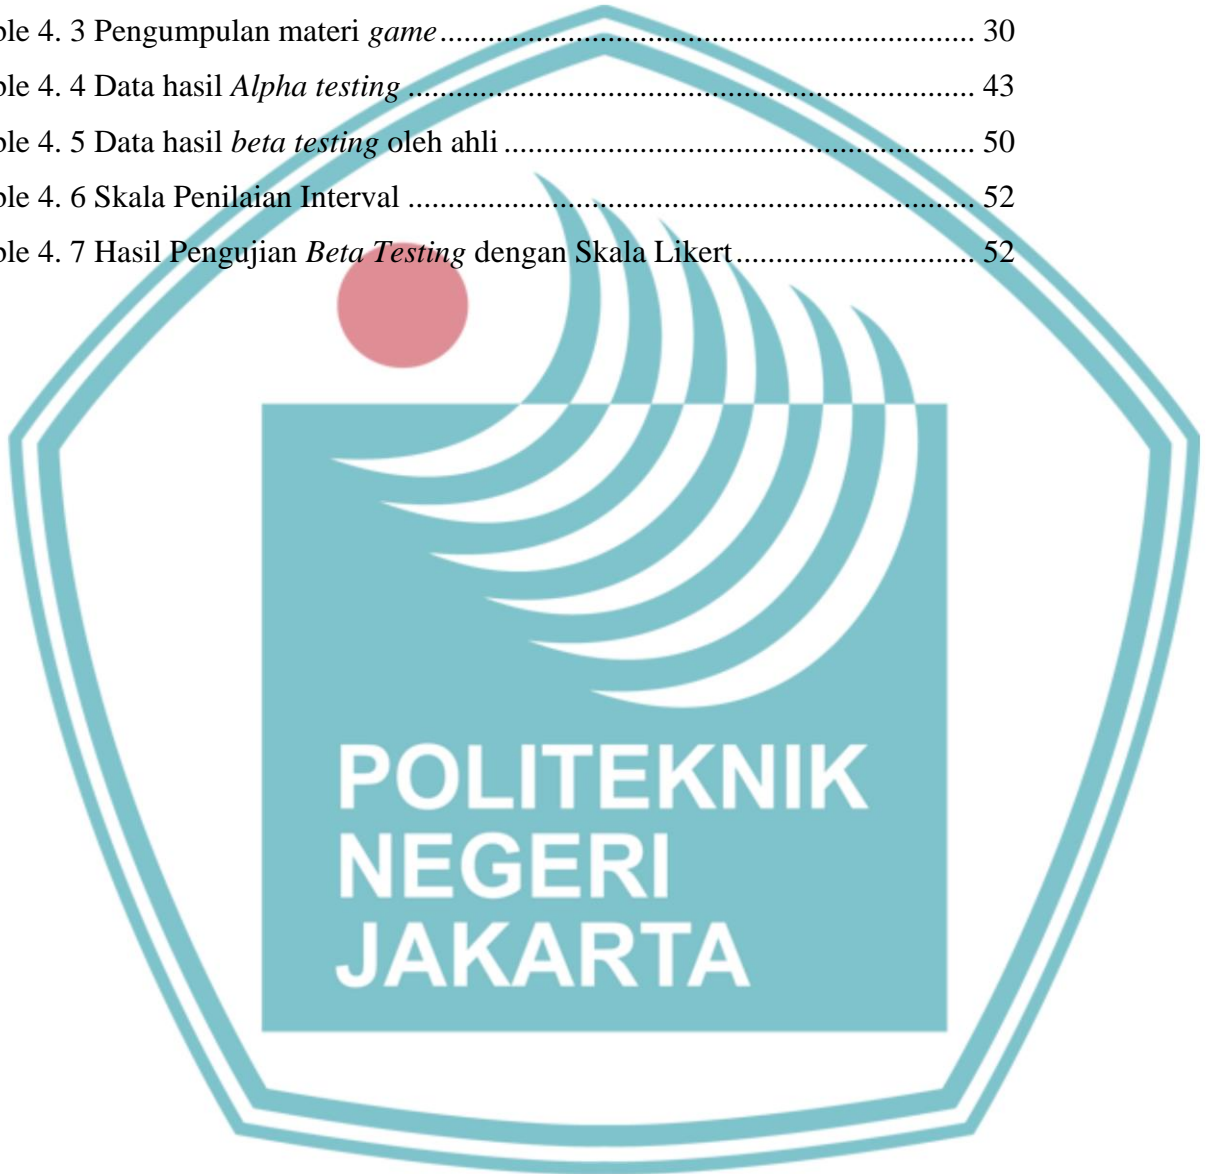 ble 4. 3 Pengumpulan materi game.................................................................... 30
ble 4. 4 Data hasil Alpha testing ........................................................................ 43
ble 4. 5 Data hasil beta testing oleh ahli ............................................................ 50
ble 4. 6 Skala Penilaian Interval ........................................................................ 52
ble 4. 7 Hasil Pengujian Beta Testing dengan Skala Likert.............................. 52
POLITEKNIK
NEGERI
JAKARTA